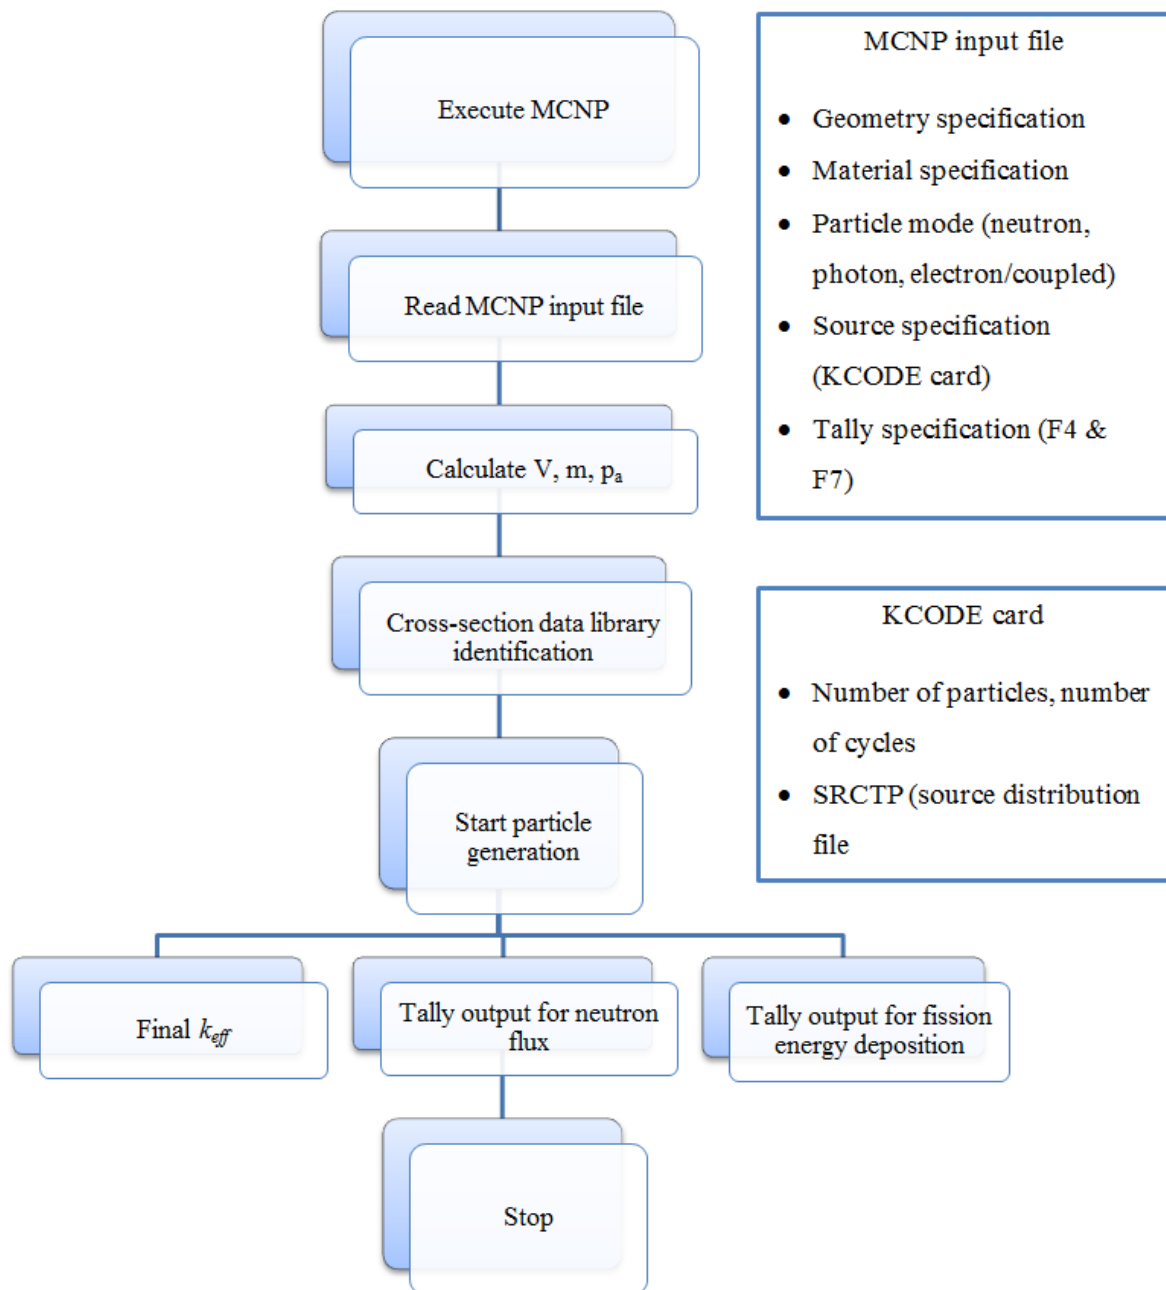 Execute MCNP
Read MCNP input file
Calculate V, m, pₐ
Cross-section data library
identification
Start particle
generation
Final k_eff
Tally output for neutron
flux
Tally output for fission
energy deposition
Stop
MCNP input file
• Geometry specification
• Material specification
• Particle mode (neutron,
photon, electron/coupled)
• Source specification
(KCODE card)
• Tally specification (F4 &
F7)
KCODE card
• Number of particles, number
of cycles
• SRCTP (source distribution
file